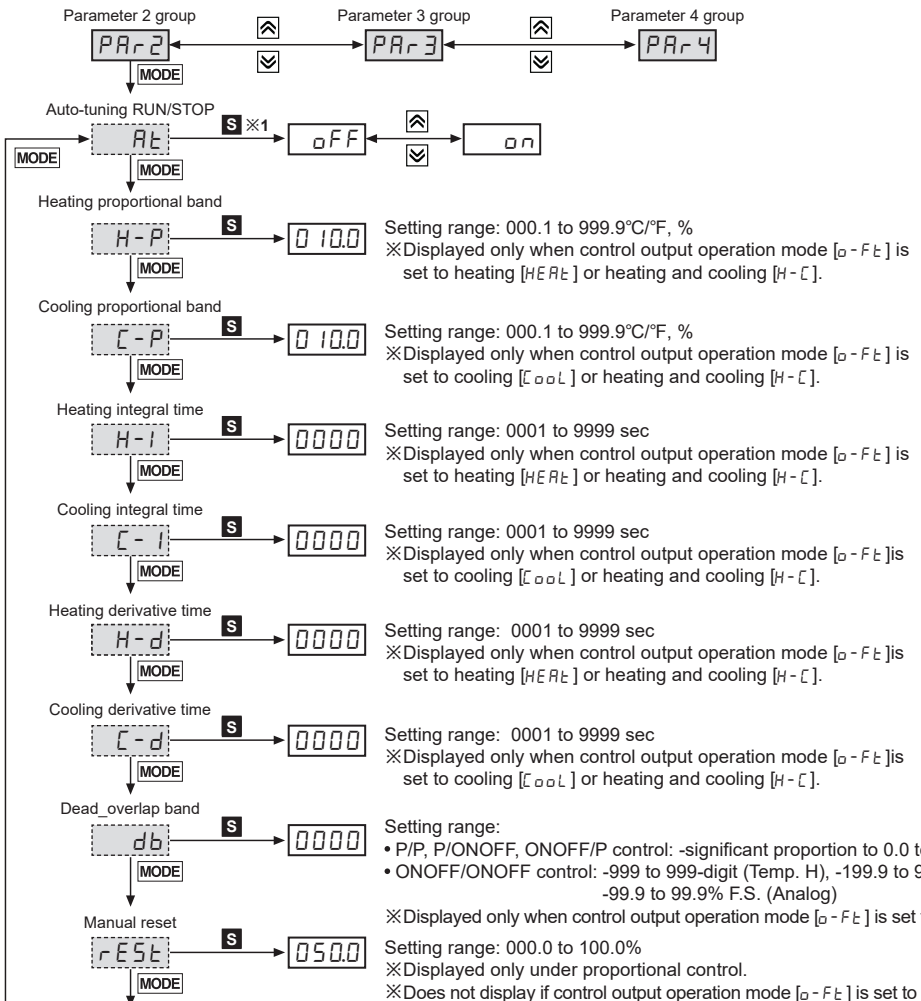 Parameter 2 group
Parameter 3 group
Parameter 4 group
PAr2
PAr3
PAr4
MODE
Auto-tuning RUN/STOP
MODE
At
S ※1
oFF
on
MODE
Heating proportional band
H-P
S
010.0
Setting range: 000.1 to 999.9°C/°F, %
※Displayed only when control output operation mode [o-Ft] is
set to heating [HEAt] or heating and cooling [H-C].
MODE
Cooling proportional band
C-P
S
010.0
Setting range: 000.1 to 999.9°C/°F, %
※Displayed only when control output operation mode [o-Ft] is
set to cooling [CooL] or heating and cooling [H-C].
MODE
Heating integral time
H-I
S
0000
Setting range: 0001 to 9999 sec
※Displayed only when control output operation mode [o-Ft] is
set to heating [HEAt] or heating and cooling [H-C].
MODE
Cooling integral time
C-I
S
0000
Setting range: 0001 to 9999 sec
※Displayed only when control output operation mode [o-Ft]is
set to cooling [CooL] or heating and cooling [H-C].
MODE
Heating derivative time
H-d
S
0000
Setting range: 0001 to 9999 sec
※Displayed only when control output operation mode [o-Ft]is
set to heating [HEAt] or heating and cooling [H-C].
MODE
Cooling derivative time
C-d
S
0000
Setting range: 0001 to 9999 sec
※Displayed only when control output operation mode [o-Ft]is
set to cooling [CooL] or heating and cooling [H-C].
MODE
Dead_overlap band
db
S
0000
Setting range:
• P/P, P/ONOFF, ONOFF/P control: -significant proportion to 0.0
• ONOFF/ONOFF control: -999 to 999-digit (Temp. H), -199.9 to
-99.9 to 99.9% F.S. (Analog)
※Displayed only when control output operation mode [o-Ft] is set
MODE
Manual reset
rESt
S
050.0
Setting range: 000.0 to 100.0%
※Displayed only under proportional control.
※Does not display if control output operation mode [o-Ft] is set to
MODE